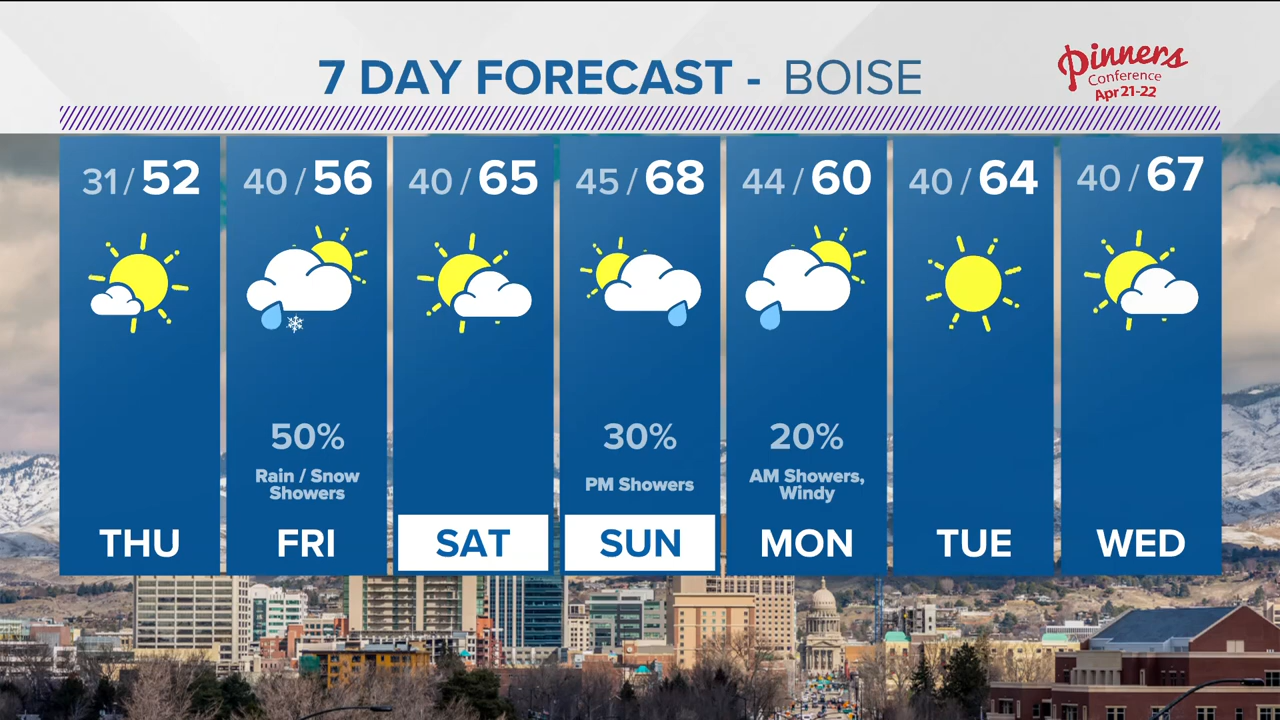 7 DAY FORECAST - BOISE
Pinners
Conference
Apr 21-22
31 / 52
40 / 56
40 / 65
45 / 68
44 / 60
40 / 64
40 / 67
50%
30%
20%
Rain / Snow
Showers
PM Showers
AM Showers,
Windy
THU
FRI
SAT
SUN
MON
TUE
WED